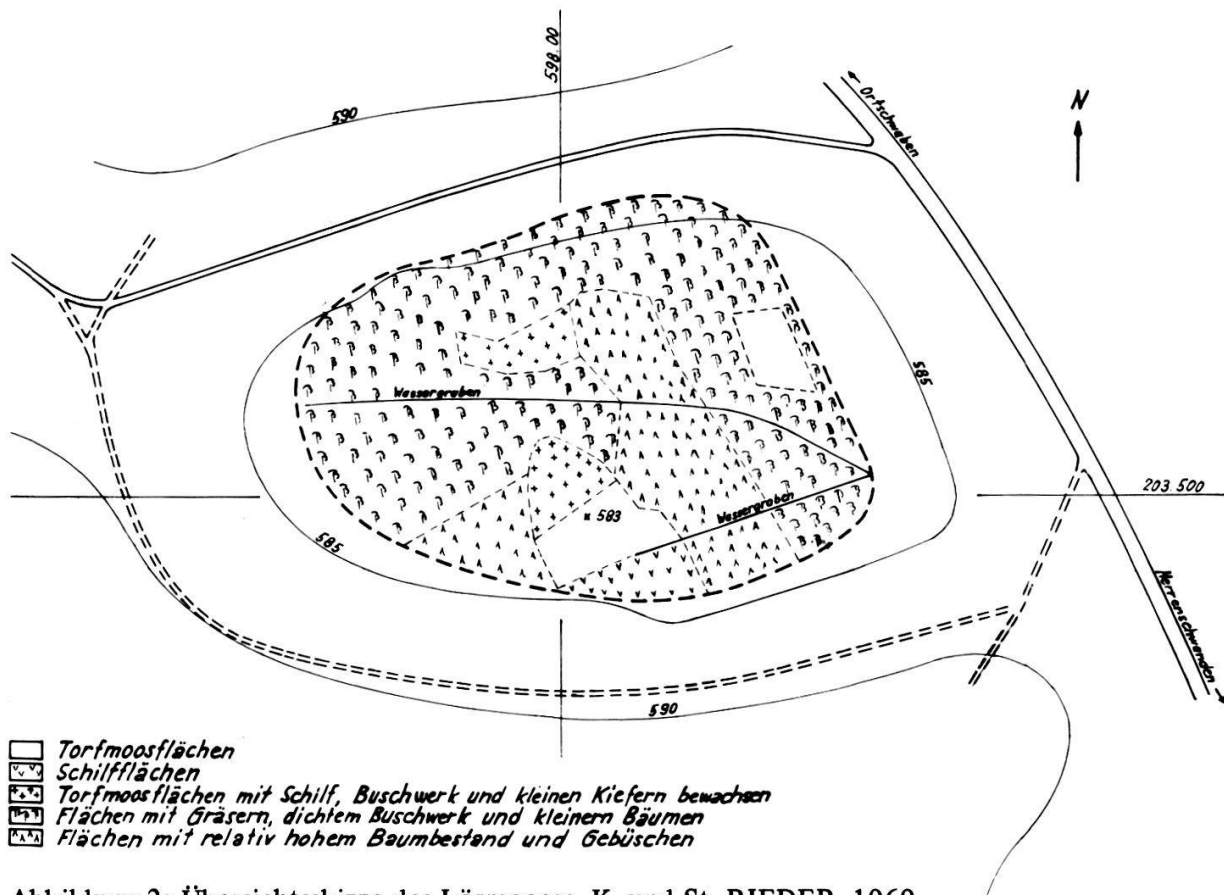 598.00
590
Ortschwaben
N
585
Wassergraben
203.500
Wassergraben
583
585
Herrenschwanden
590
Torfmoosflächen
Schilfflächen
Torfmoosflächen mit Schilf, Buschwerk und kleinen Kiefern bewachsen
Flächen mit Gräsern, dichtem Buschwerk und kleinern Bäumen
Flächen mit relativ hohem Baumbestand und Gebüschen
Abbildung 2: Übersichtsskizze des Lörmooses. K. und St. RIEDER, 1969